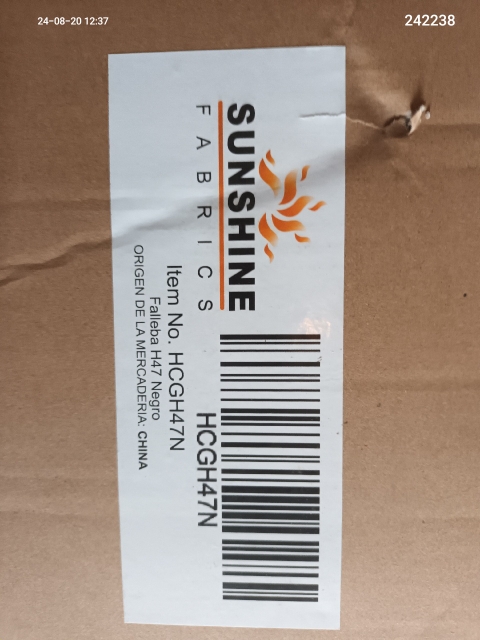 24-08-20 12:37
242238
SUNSHINE
FABRICS
HCGH47N
Item No. HCGH47N
Falleba H47 Negro
ORIGEN DE LA MERCADERIA: CHINA